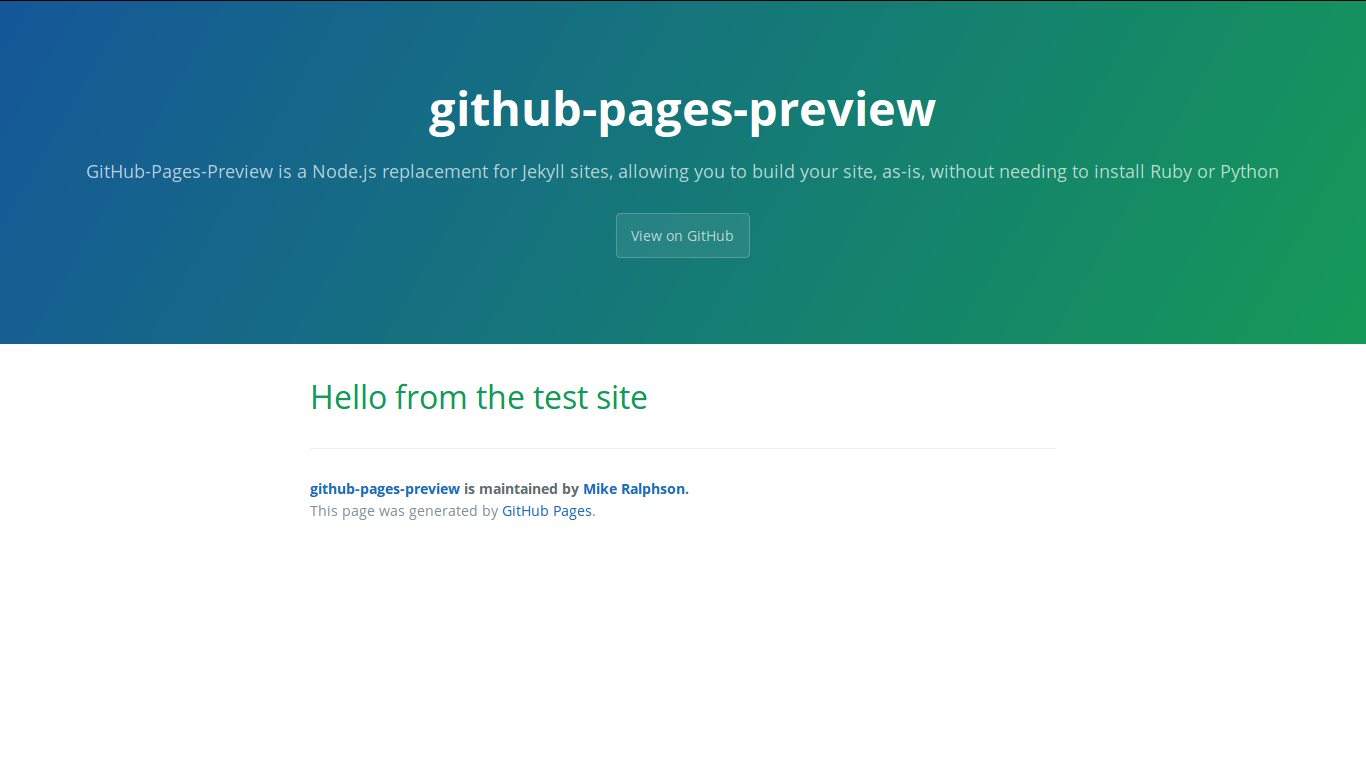 github-pages-preview
GitHub-Pages-Preview is a Node.js replacement for Jekyll sites, allowing you to build your site, as-is, without needing to install Ruby or Python
View on GitHub
Hello from the test site
github-pages-preview is maintained by Mike Ralphson.
This page was generated by GitHub Pages.